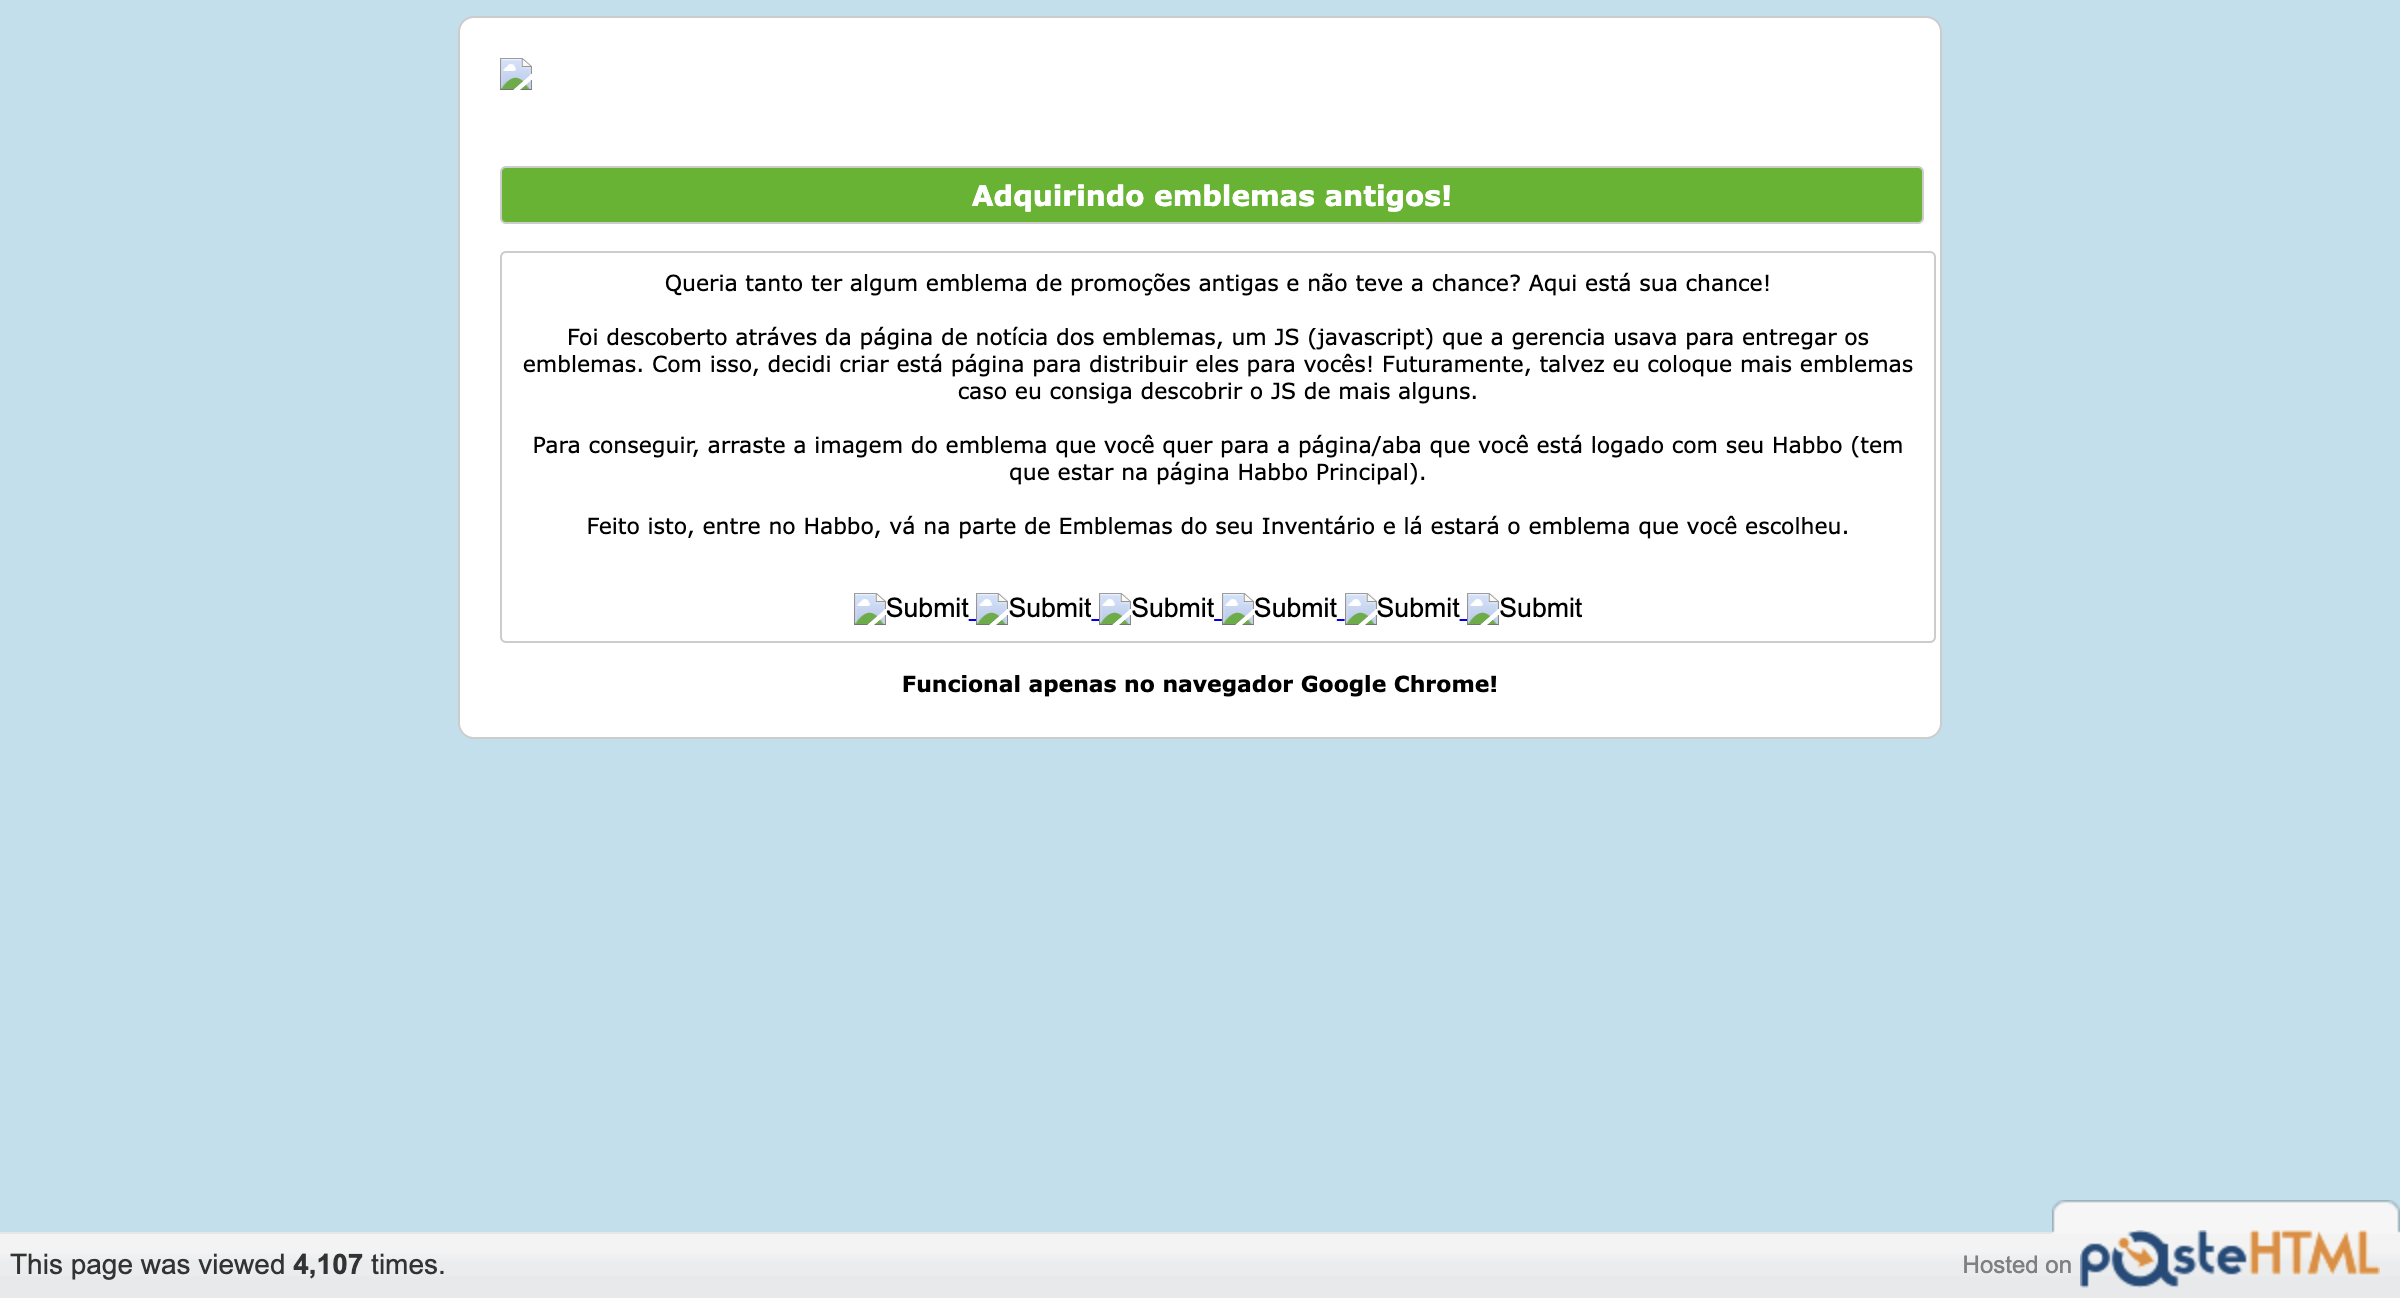 Adquirindo emblemas antigos!
Queria tanto ter algum emblema de promoções antigas e não teve a chance? Aqui está sua chance!
Foi descoberto atráves da página de notícia dos emblemas, um JS (javascript) que a gerencia usava para entregar os
emblemas. Com isso, decidi criar está página para distribuir eles para vocês! Futuramente, talvez eu coloque mais emblemas
caso eu consiga descobrir o JS de mais alguns.
Para conseguir, arraste a imagem do emblema que você quer para a página/aba que você está logado com seu Habbo (tem
que estar na página Habbo Principal).
Feito isto, entre no Habbo, vá na parte de Emblemas do seu Inventário e lá estará o emblema que você escolheu.
Submit Submit Submit Submit Submit Submit
Funcional apenas no navegador Google Chrome!
This page was viewed 4,107 times.
Hosted on pasteHTML